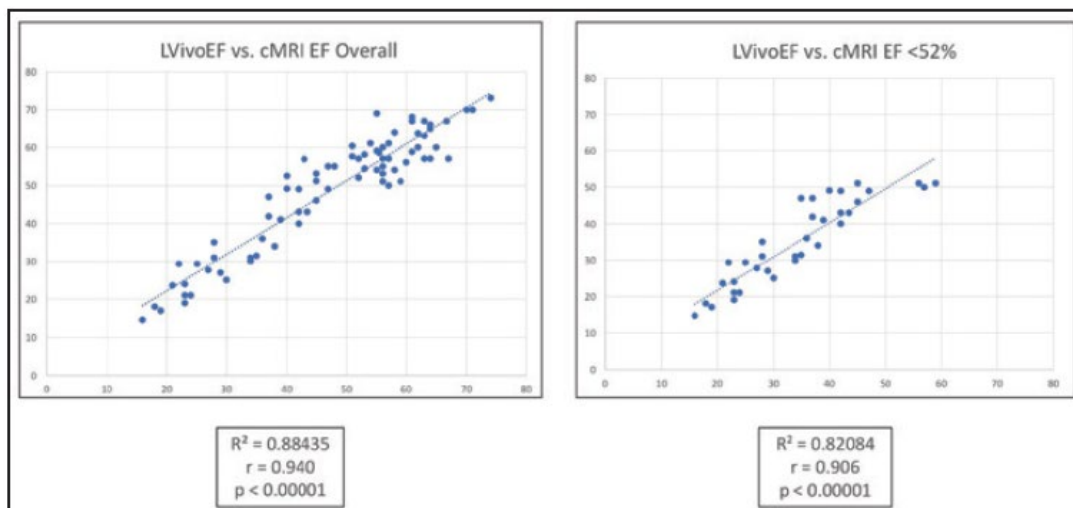 LVivoEF vs. cMRI EF Overall
80
70
60
50
40
30
20
10
0
0 10 20 30 40 50 60 70 80
R² = 0.88435
r = 0.940
p < 0.00001
LVivoEF vs. cMRI EF <52%
80
70
60
50
40
30
20
10
0
0 10 20 30 40 50 60 70 80
R² = 0.82084
r = 0.906
p < 0.00001